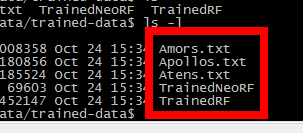 txt  TrainedNeoRF  TrainedRF
/trained-data$ ls -l
008358 Oct 24 15:34 Amors.txt
180856 Oct 24 15:34 Apollos.txt
185524 Oct 24 15:34 Atens.txt
69603 Oct 24 15:34 TrainedNeoRF
452147 Oct 24 15:34 TrainedRF
data/trained-data$